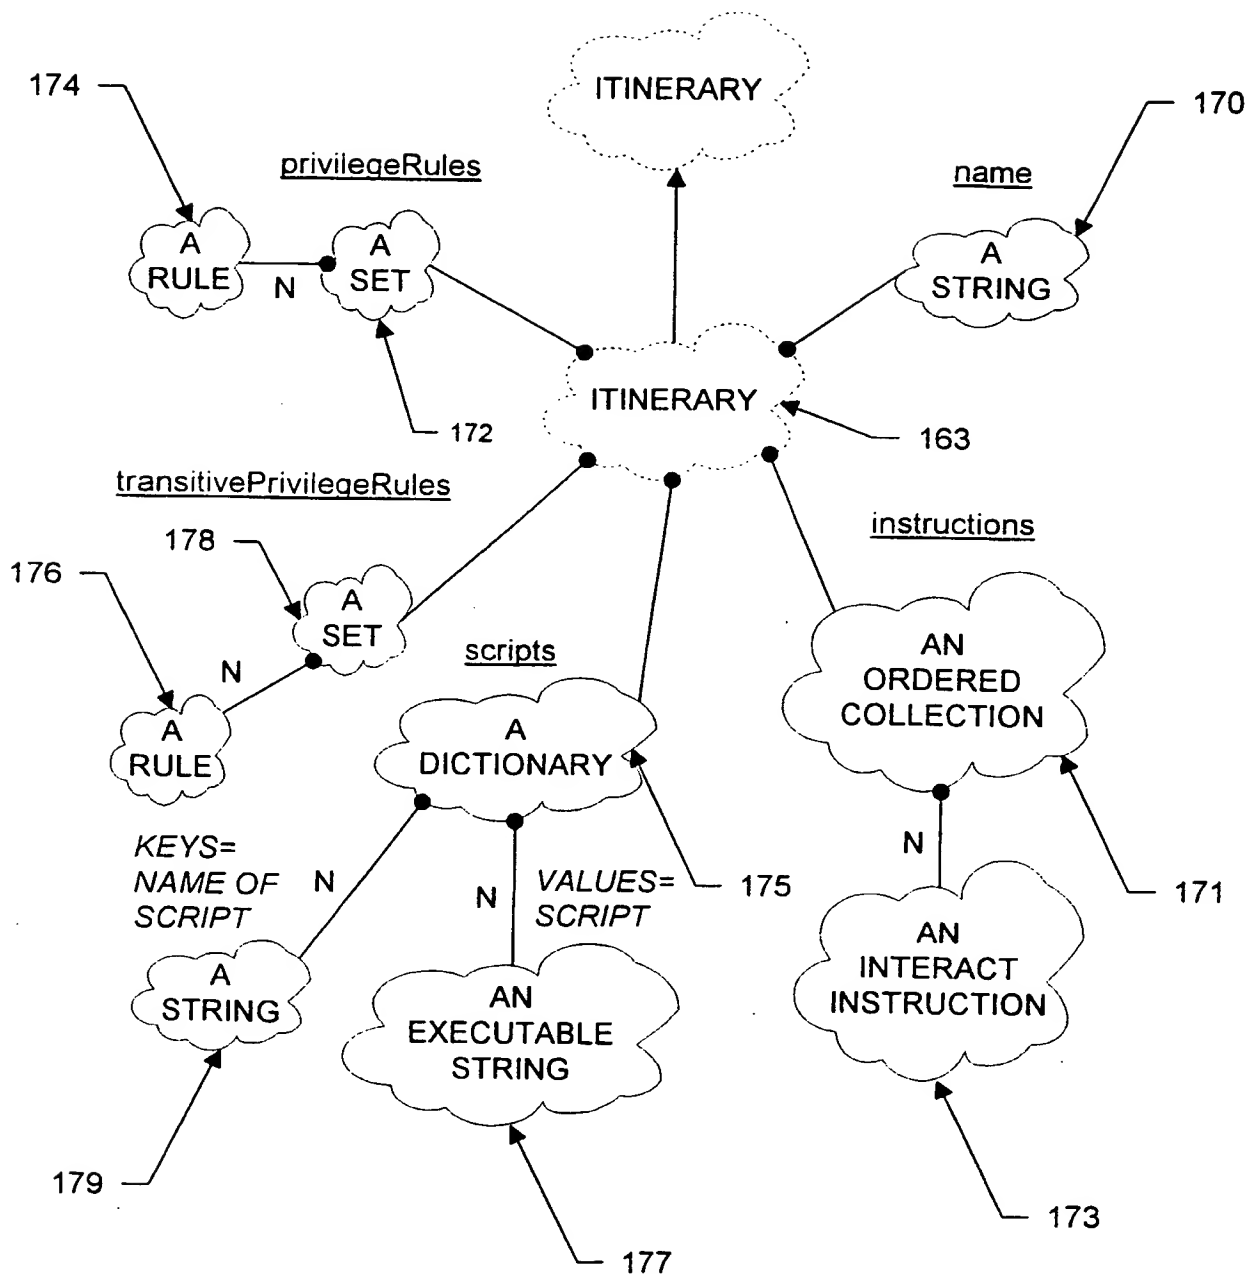 ITINERARY
174
170
privilegeRules
name
A
RULE
N
A
SET
A
STRING
ITINERARY
172
163
transitivePrivilegeRules
178
instructions
176
A
SET
N
scripts
AN
ORDERED
COLLECTION
A
RULE
A
DICTIONARY
KEYS=
NAME OF
SCRIPT
N
N
VALUES=
SCRIPT
175
N
171
A
STRING
AN
EXECUTABLE
STRING
AN
INTERACT
INSTRUCTION
179
177
173